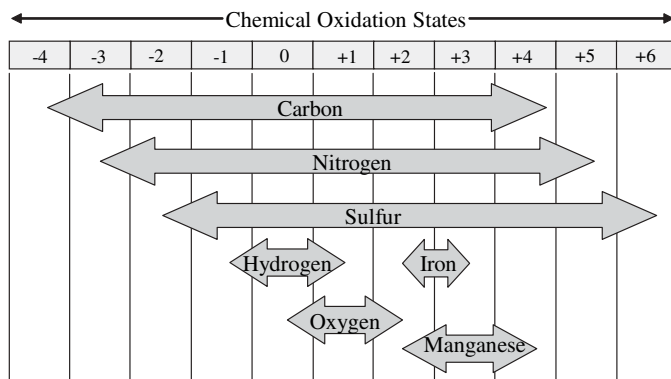 Chemical Oxidation States
-4 -3 -2 -1 0 +1 +2 +3 +4 +5 +6
Carbon
Nitrogen
Sulfur
Hydrogen Iron
Oxygen
Manganese